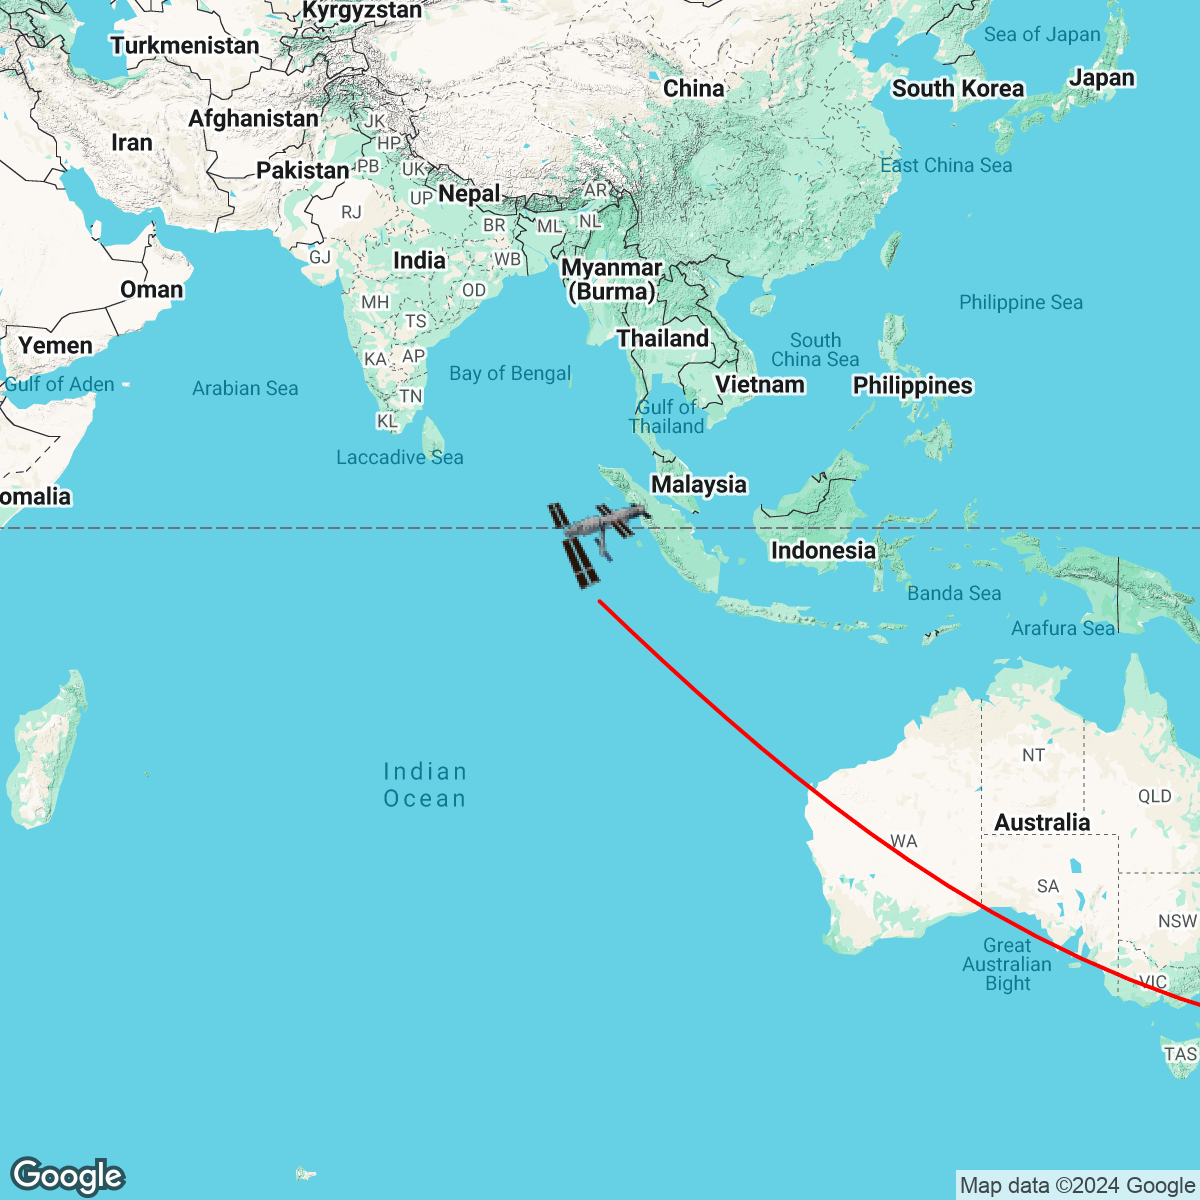 Kyrgyzstan
Turkmenistan
Sea of Japan
Japan
China
South Korea
Afghanistan
JK
Iran
HP
East China Sea
Pakistan
PB
UK
Nepal
AR
UP
RJ
BR
ML
NL
GJ
India
WB
Myanmar
(Burma)
Oman
OD
MH
Philippine Sea
TS
Thailand
South
China Sea
Yemen
KA
AP
Gulf of Aden
Arabian Sea
Bay of Bengal
Vietnam
Philippines
TN
KL
Gulf of
Thailand
Laccadive Sea
Malaysia
omalia
Indonesia
Banda Sea
Arafura Sea
NT
Indian
Ocean
QLD
Australia
WA
SA
NSW
Great
Australian
Bight
VIC
TAS
Google
Map data ©2024 Google